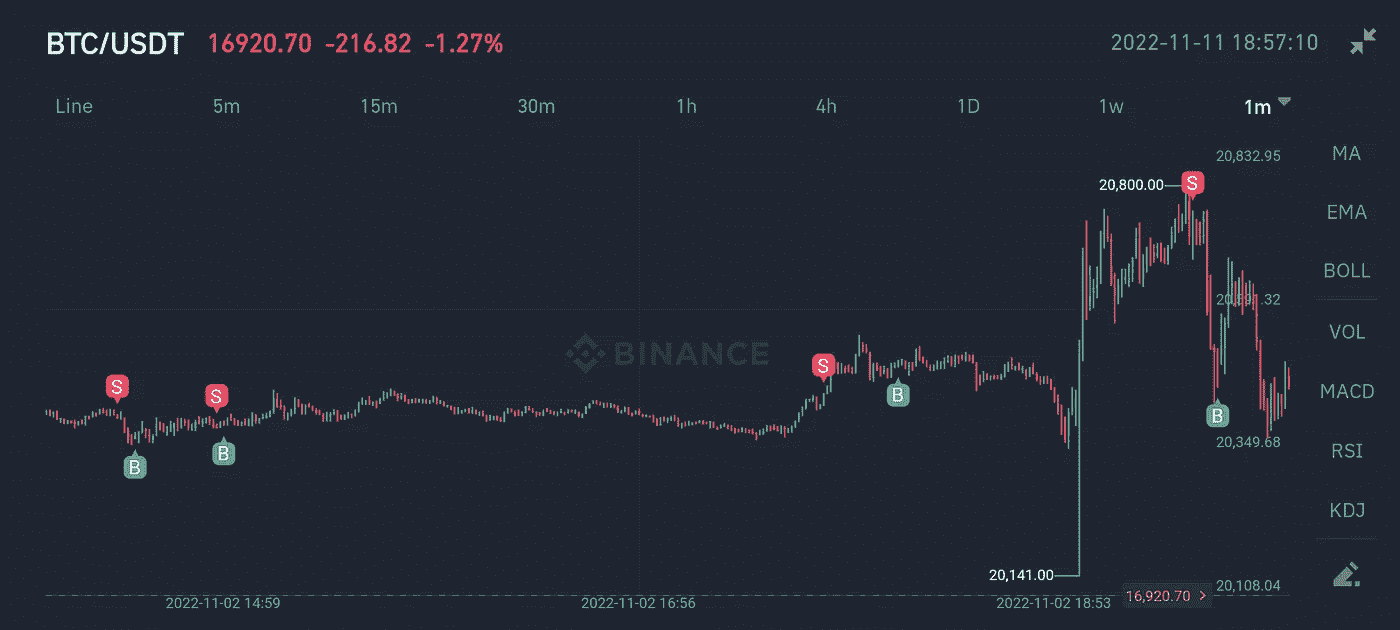 BTC/USDT 16920.70 -216.82 -1.27% 2022-11-11 18:57:10
Line 5m 15m 30m 1h 4h 1D 1w 1m
MA
20,832.95
20,800.00 S
EMA
BOLL
VOL
BINANCE
S
S
S
B
MACD
B
20,349.68
B
B
RSI
KDJ
20,141.00
20,108.04
16,920.70 >
2022-11-02 14:59 2022-11-02 16:56 2022-11-02 18:53